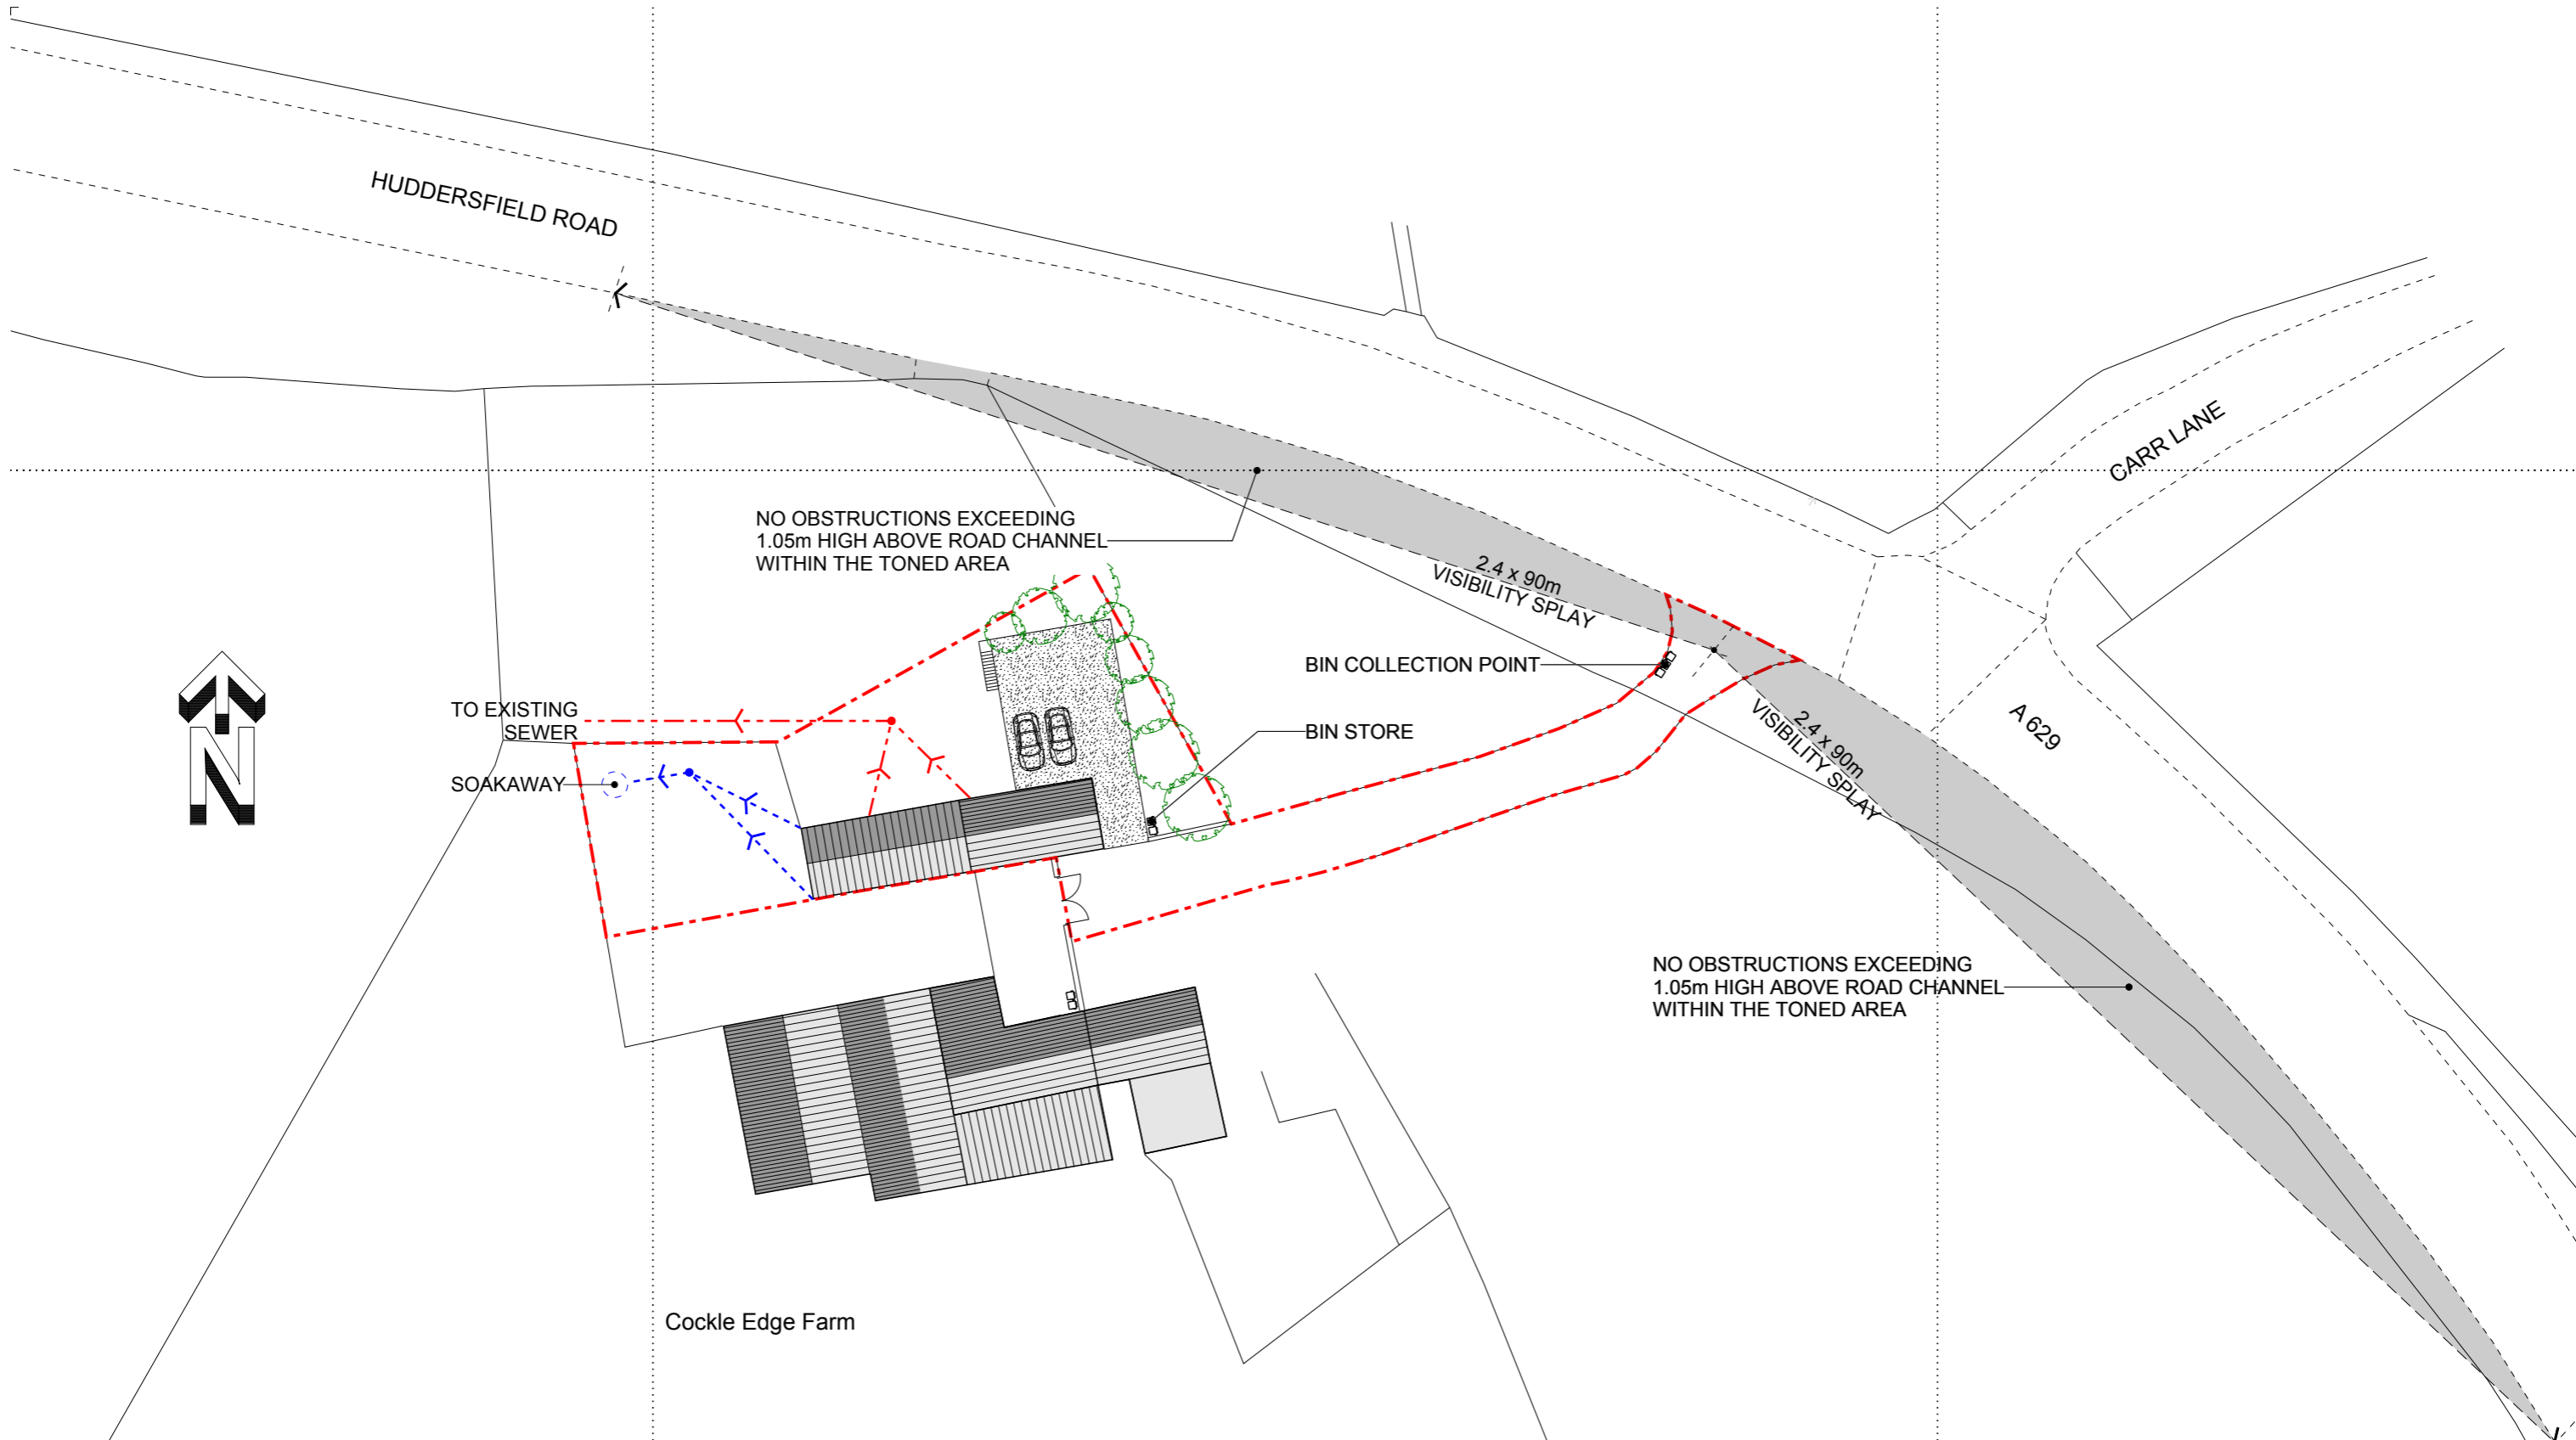 HUDDERSFIELD ROAD
CARR LANE
NO OBSTRUCTIONS EXCEEDING
1.05m HIGH ABOVE ROAD CHANNEL
WITHIN THE TONED AREA
2.4 x 90m
VISIBILITY SPLAY
BIN COLLECTION POINT
TO EXISTING
SEWER
BIN STORE
A 629
2.4 x 90m
VISIBILITY SPLAY
SOAKAWAY
N
NO OBSTRUCTIONS EXCEEDING
1.05m HIGH ABOVE ROAD CHANNEL
WITHIN THE TONED AREA
Cockle Edge Farm